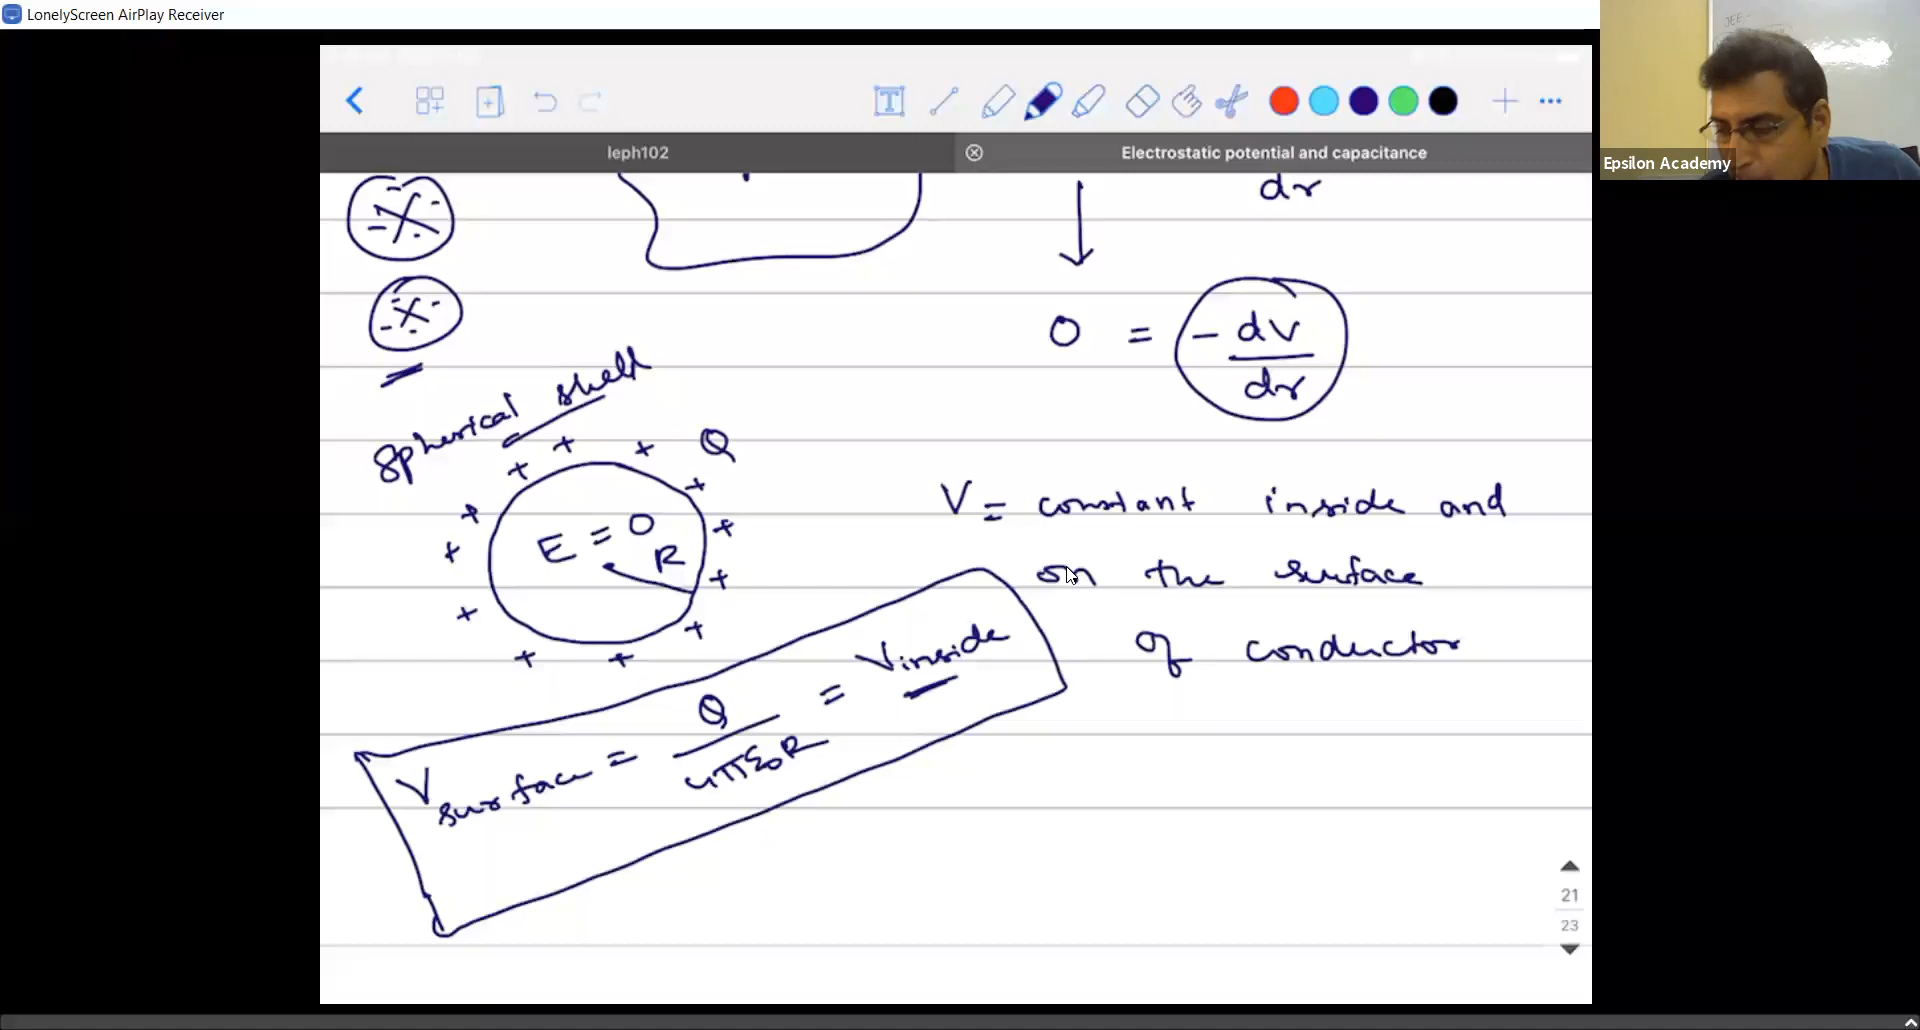 LonelyScreen AirPlay Receiver
JEE-
Epsilon Academy
T
leph102
Electrostatic potential and capacitance
dr
0 = - dV
dr
spherical shell
Q
E = 0
R
V = constant inside and
on the surface
of conductor
V surface = Q / 4πε₀R = V inside
21
23